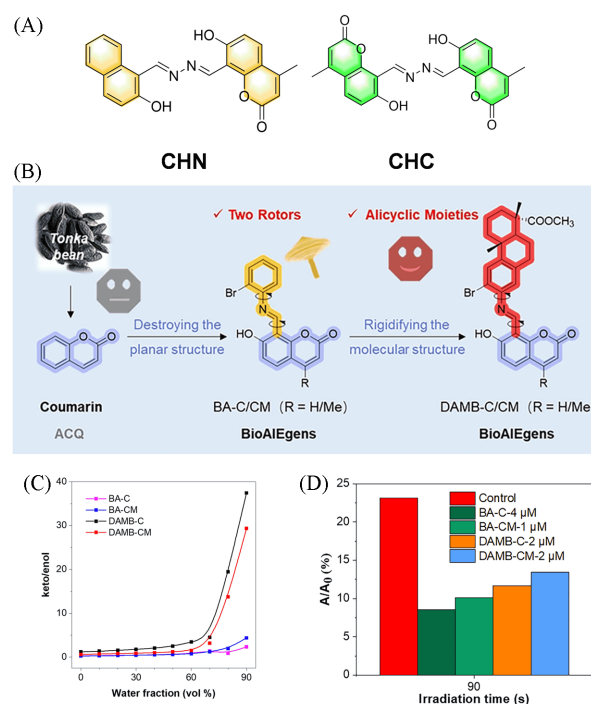 (A)
OH
N
N
HO
O
O
CHN
O
O
OH
N
N
HO
O
O
CHC
(B)
Tonka
bean
✓ Two Rotors
✓ Alicyclic Moieties
COOCH₃
Br
N
HO
O
O
R
Br
N
HO
O
O
R
O
O
Destroying the
planar structure
Rigidifying the
molecular structure
Coumarin
BA-C/CM (R = H/Me)
DAMB-C/CM (R = H/Me)
ACQ
BioAIEgens
BioAIEgens
(C)
keto/enol
40
30
20
10
0
BA-C
BA-CM
DAMB-C
DAMB-CM
0 30 60 90
Water fraction (vol %)
(D)
A/A₀ (%)
25
20
15
10
5
0
Control
BA-C-4 μM
BA-CM-1 μM
DAMB-C-2 μM
DAMB-CM-2 μM
90
Irradiation time (s)